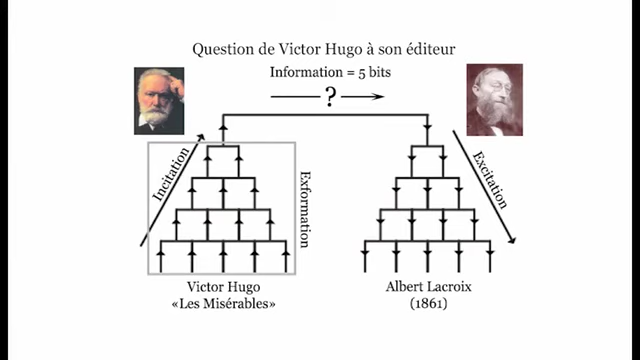 Question de Victor Hugo à son éditeur
Information = 5 bits
?
Incitation
Exformation
Excitation
Victor Hugo
«Les Misérables»
Albert Lacroix
(1861)